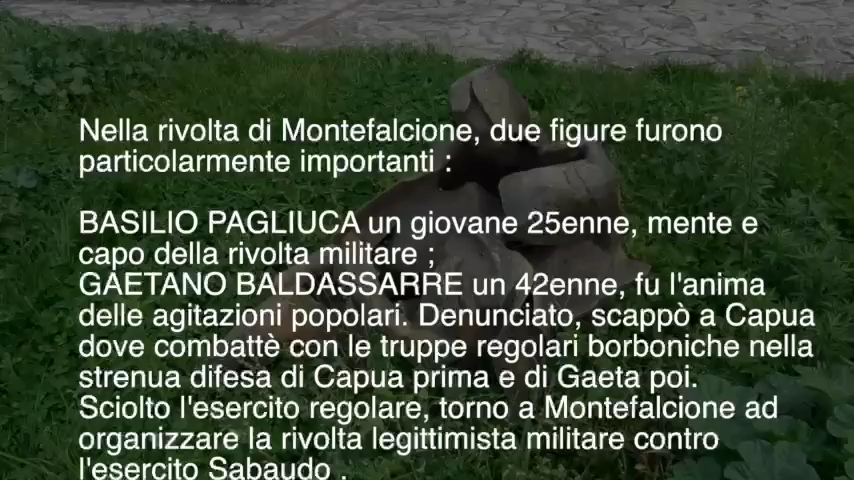 Nella rivolta di Montefalcione, due figure furono
particolarmente importanti :
BASILIO PAGLIUCA un giovane 25enne, mente e
capo della rivolta militare ;
GAETANO BALDASSARRE un 42enne, fu l'anima
delle agitazioni popolari. Denunciato, scappò a Capua
dove combattè con le truppe regolari borboniche nella
strenua difesa di Capua prima e di Gaeta poi.
Sciolto l'esercito regolare, torno a Montefalcione ad
organizzare la rivolta legittimista militare contro
l'esercito Sabaudo .